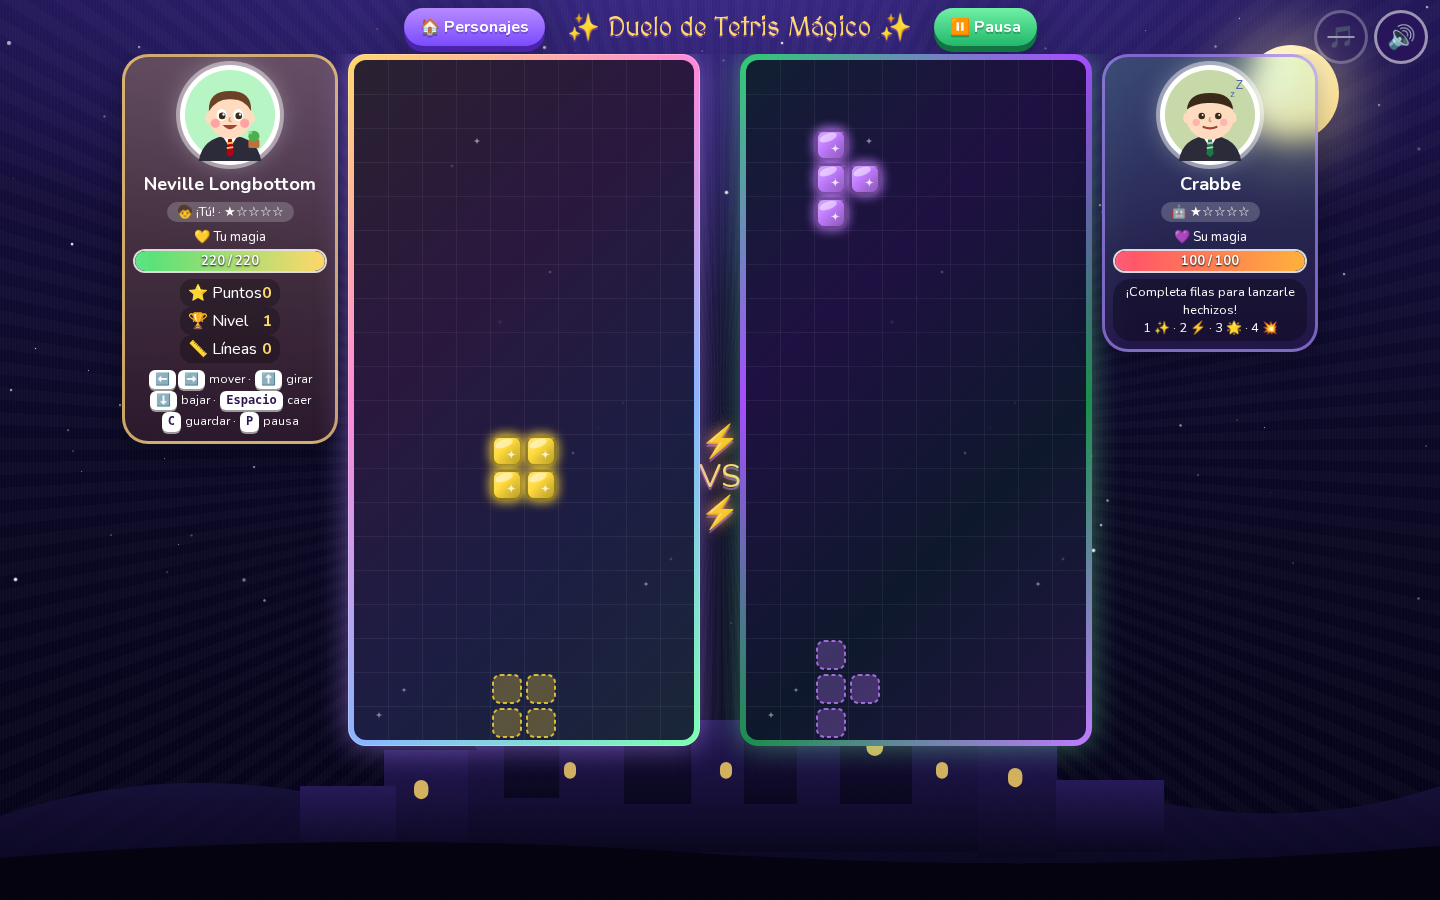 🏠 Personajes
✨ Duelo de Tetris Mágico ✨
⏸️ Pausa
Neville Longbottom
🧒 ¡Tú! · ★☆☆☆☆
💛 Tu magia
220 / 220
⭐ Puntos 0
🏆 Nivel 1
📏 Líneas 0
⬅️ ➡️ mover · ⬆️ girar
⬇️ bajar · Espacio caer
C guardar · P pausa
⚡
VS
⚡
z Z
Crabbe
🤖 ★☆☆☆☆
💜 Su magia
100 / 100
¡Completa filas para lanzarle
hechizos!
1 ✨ · 2 ⚡ · 3 🌟 · 4 💥